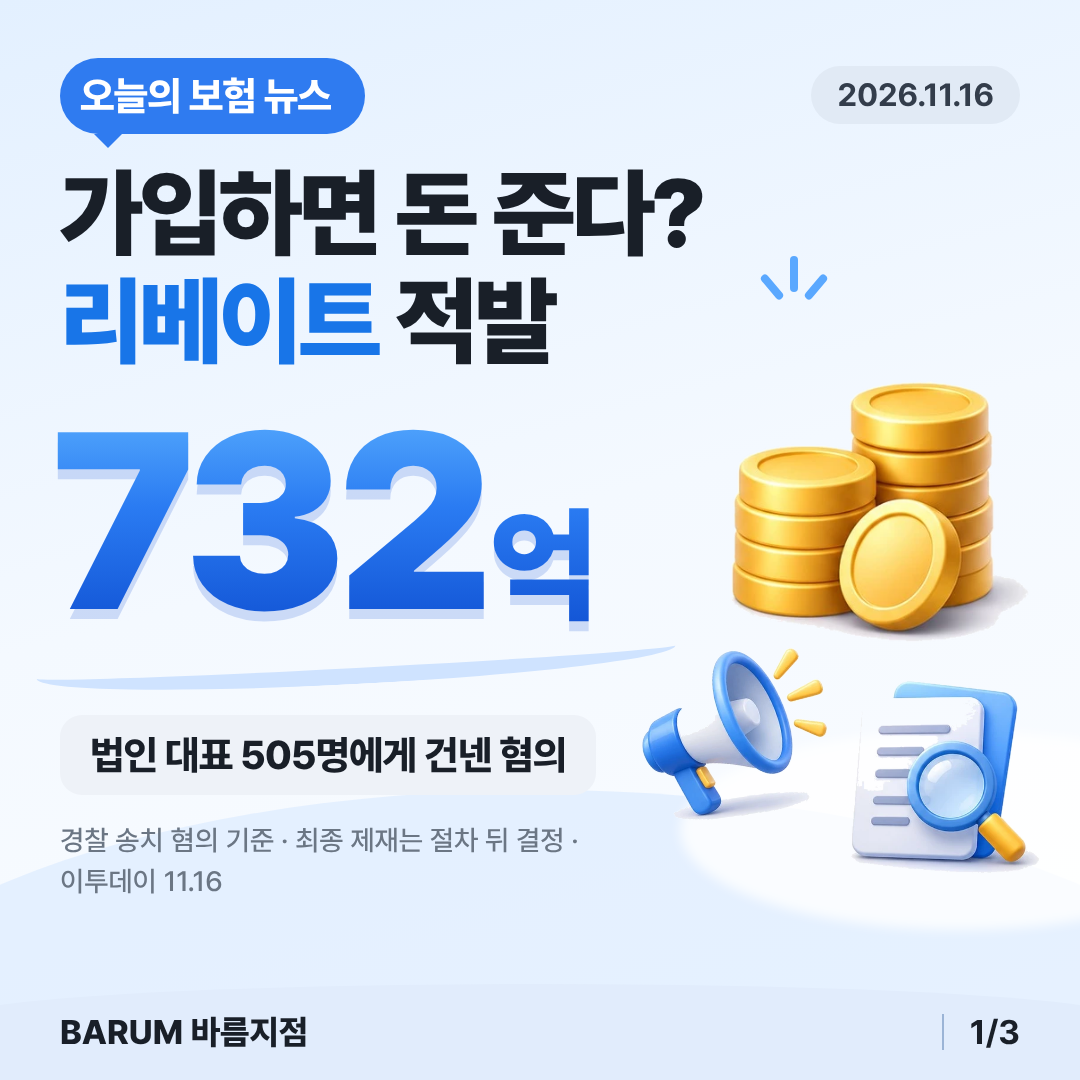 오늘의 보험 뉴스
2026.11.16
가입하면 돈 준다?
리베이트 적발
732억
법인 대표 505명에게 건넨 혐의
경찰 송치 혐의 기준 · 최종 제재는 절차 뒤 결정 ·
이투데이 11.16
BARUM 바름지점
1/3